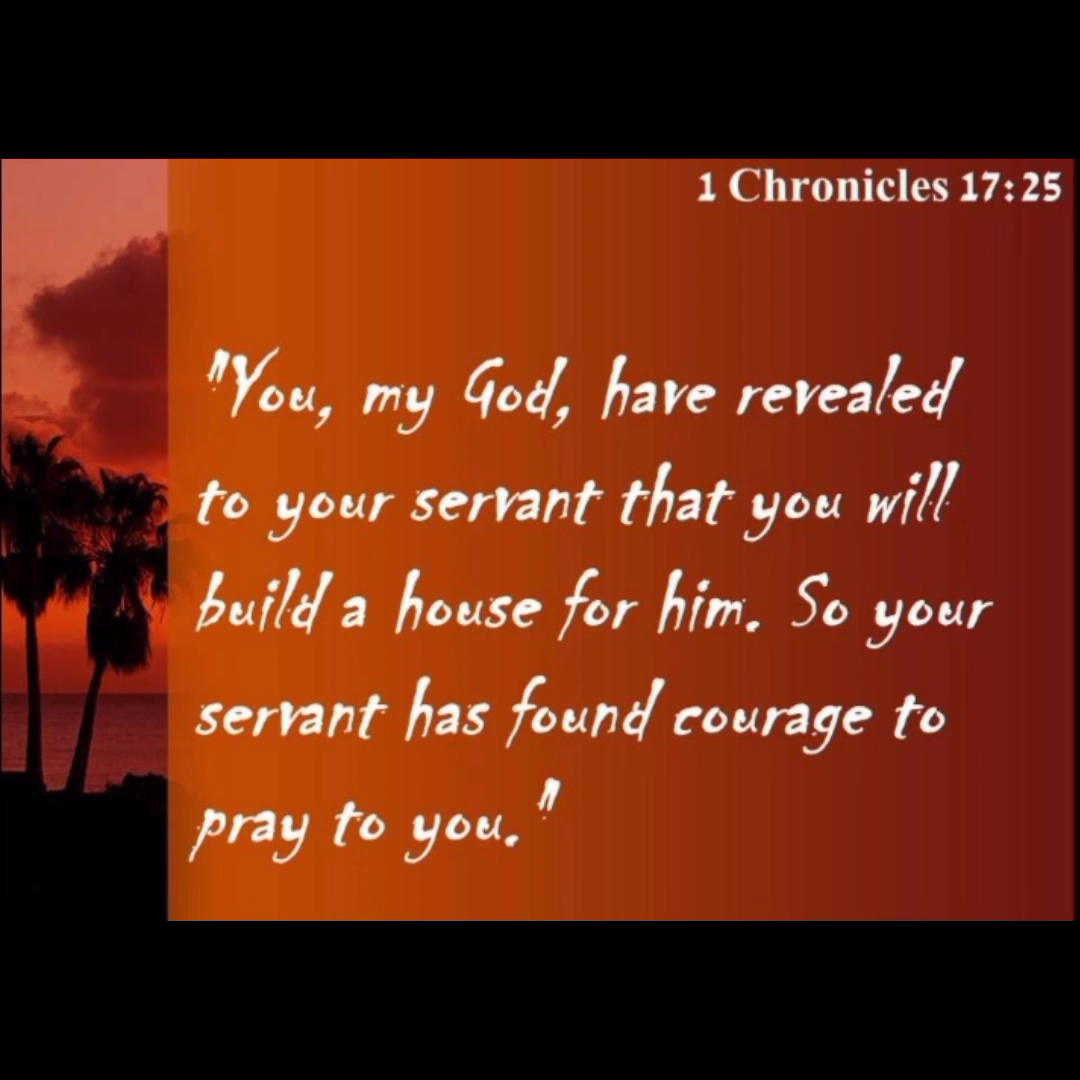 1 Chronicles 17:25
"You, my God, have revealed
to your servant that you will
build a house for him. So your
servant has found courage to
pray to you."